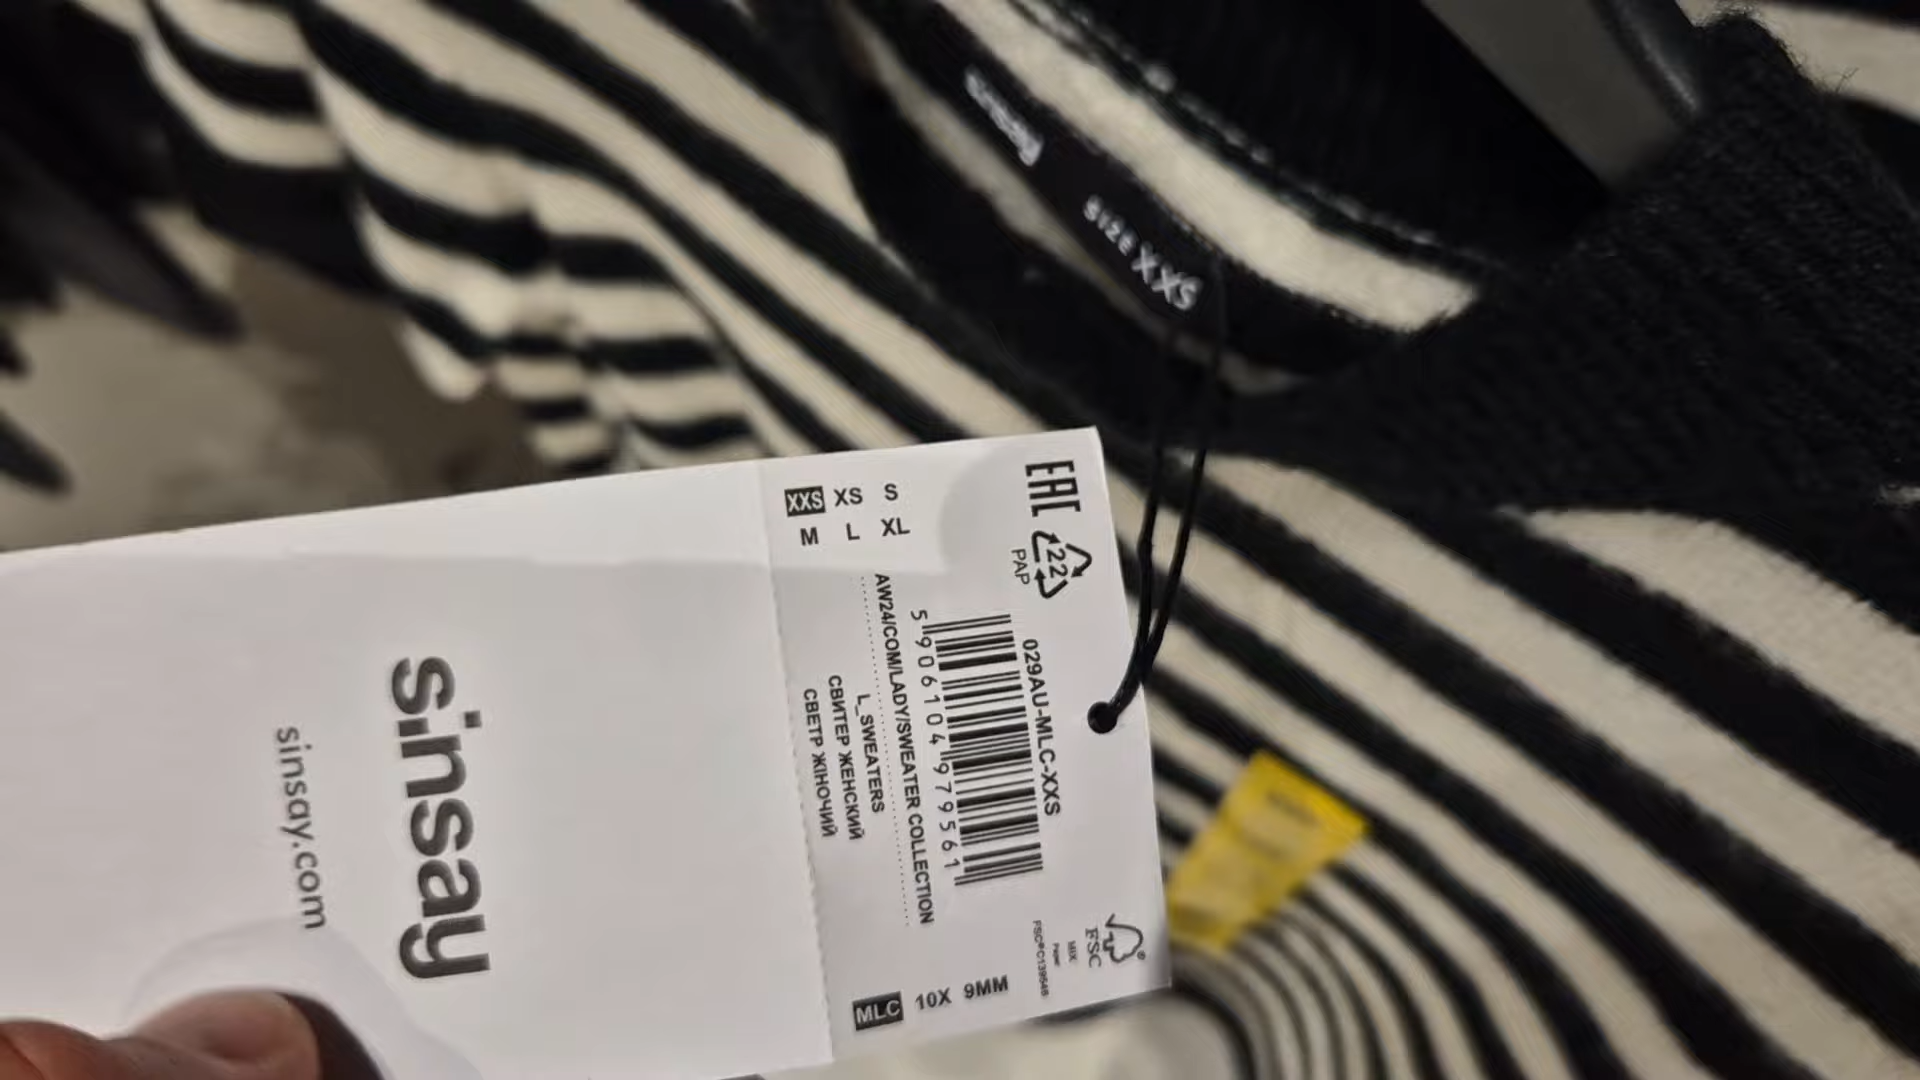 sinsay
SIZE XXS
EAC
22
PAP
029AU-MLC-XXS
5 906104 979561
AW24/COM/LADY/SWEATER COLLECTION
L_SWEATERS
СВИТЕР ЖЕНСКИЙ
СВЕТР ЖІНОЧИЙ
XXS XS S
M L XL
FSC®
MIX
Paper
MLC 10X 9MM
sinsay
sinsay.com